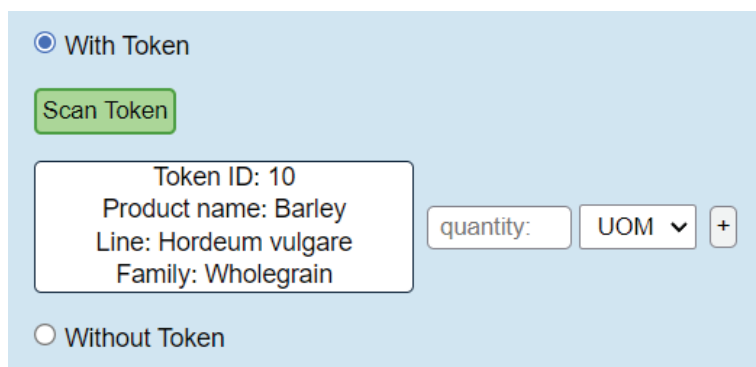 With Token
Scan Token
Token ID: 10
Product name: Barley
Line: Hordeum vulgare
Family: Wholegrain
quantity: UOM +
Without Token